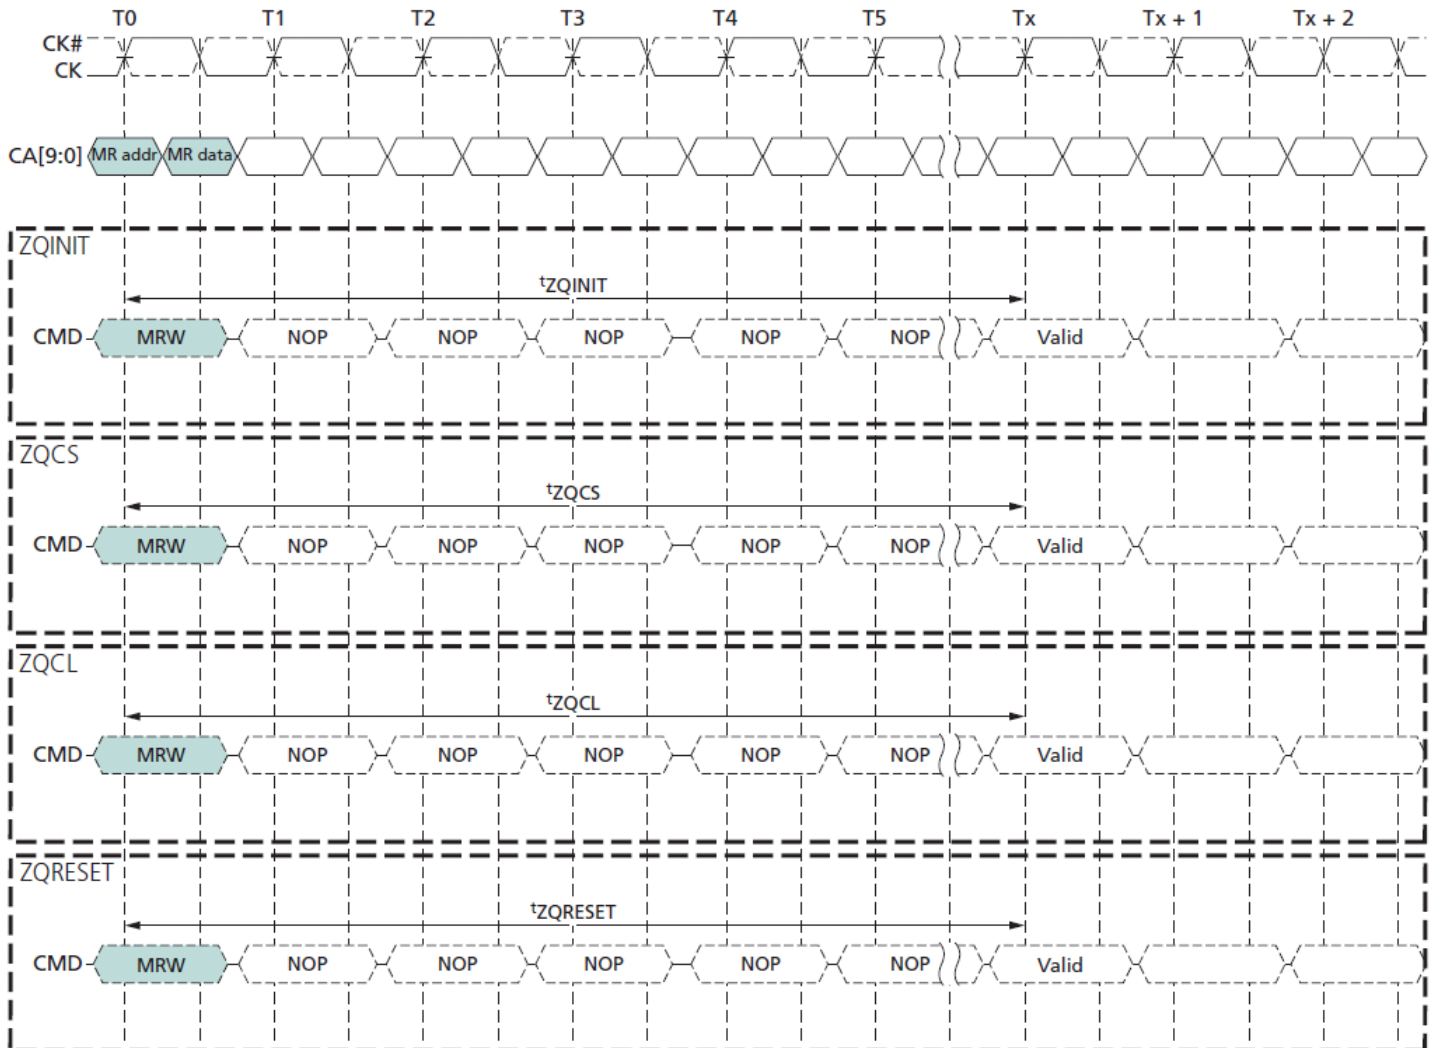 T0 T1 T2 T3 T4 T5 Tx Tx + 1 Tx + 2
CK#
CK
CA[9:0] MR addr MR data
ZQINIT
tZQINIT
CMD MRW NOP NOP NOP NOP NOP Valid
ZQCS
tZQCS
CMD MRW NOP NOP NOP NOP NOP Valid
ZQCL
tZQCL
CMD MRW NOP NOP NOP NOP NOP Valid
ZQRESET
tZQRESET
CMD MRW NOP NOP NOP NOP NOP Valid